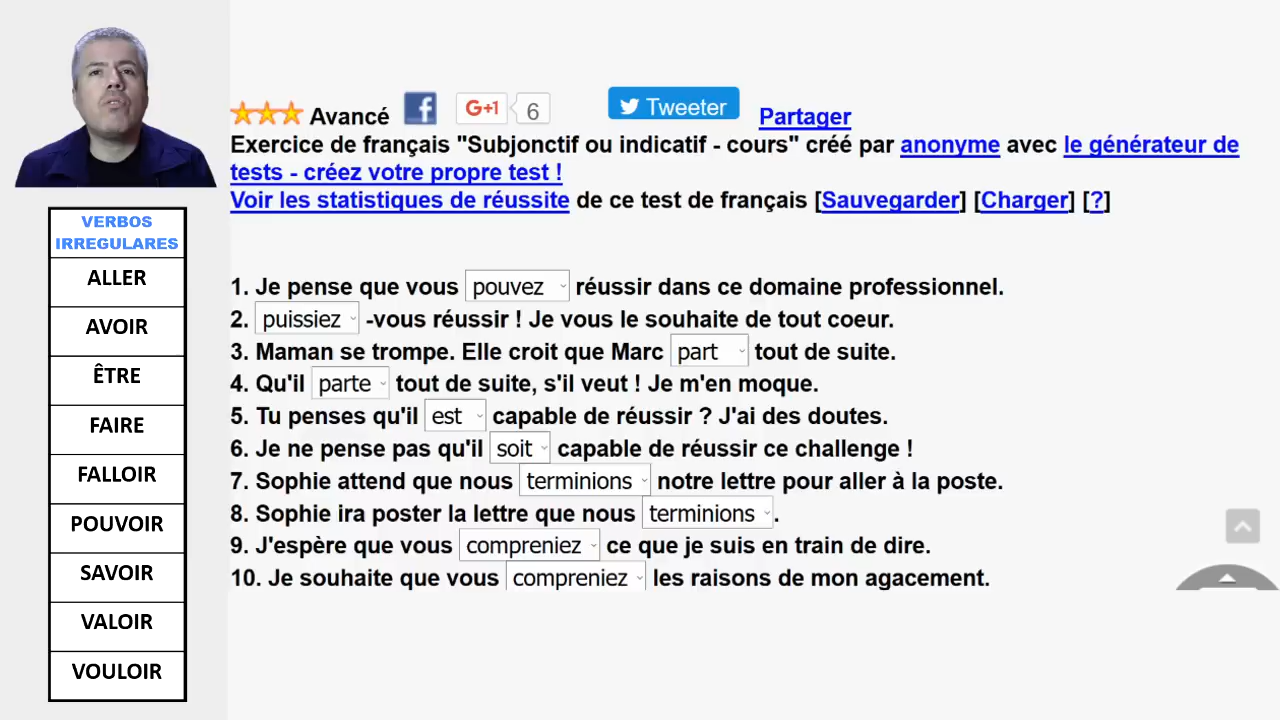 Avancé G+1 6 Tweeter Partager
Exercice de français "Subjonctif ou indicatif - cours" créé par anonyme avec le générateur de
tests - créez votre propre test !
Voir les statistiques de réussite de ce test de français [Sauvegarder] [Charger] [?]
VERBOS
IRREGULARES
ALLER
AVOIR
ÊTRE
FAIRE
FALLOIR
POUVOIR
SAVOIR
VALOIR
VOULOIR
1. Je pense que vous pouvez réussir dans ce domaine professionnel.
2. puissiez -vous réussir ! Je vous le souhaite de tout coeur.
3. Maman se trompe. Elle croit que Marc part tout de suite.
4. Qu'il parte tout de suite, s'il veut ! Je m'en moque.
5. Tu penses qu'il est capable de réussir ? J'ai des doutes.
6. Je ne pense pas qu'il soit capable de réussir ce challenge !
7. Sophie attend que nous terminions notre lettre pour aller à la poste.
8. Sophie ira poster la lettre que nous terminions.
9. J'espère que vous compreniez ce que je suis en train de dire.
10. Je souhaite que vous compreniez les raisons de mon agacement.